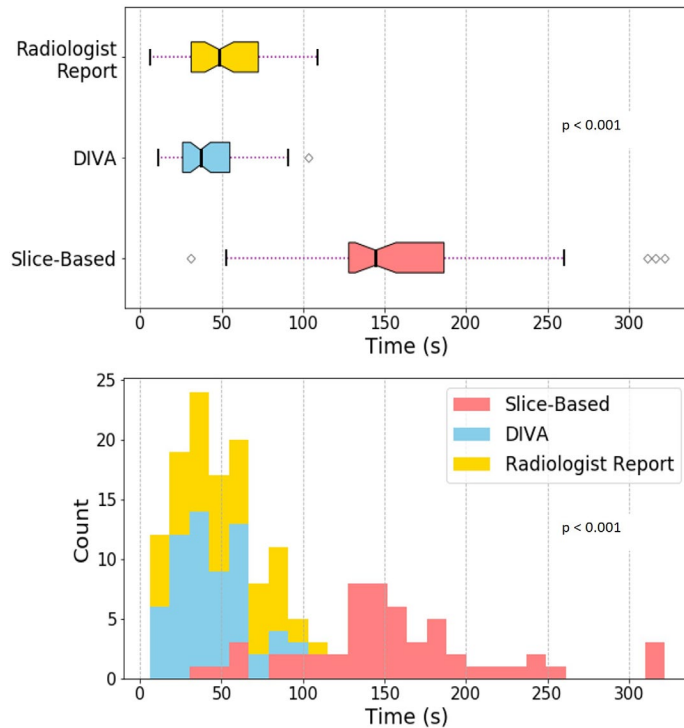 Radiologist
Report
DIVA
Slice-Based
p < 0.001
0 50 100 150 200 250 300
Time (s)
25
20
15
10
5
0
Count
Slice-Based
DIVA
Radiologist Report
p < 0.001
0 50 100 150 200 250 300
Time (s)